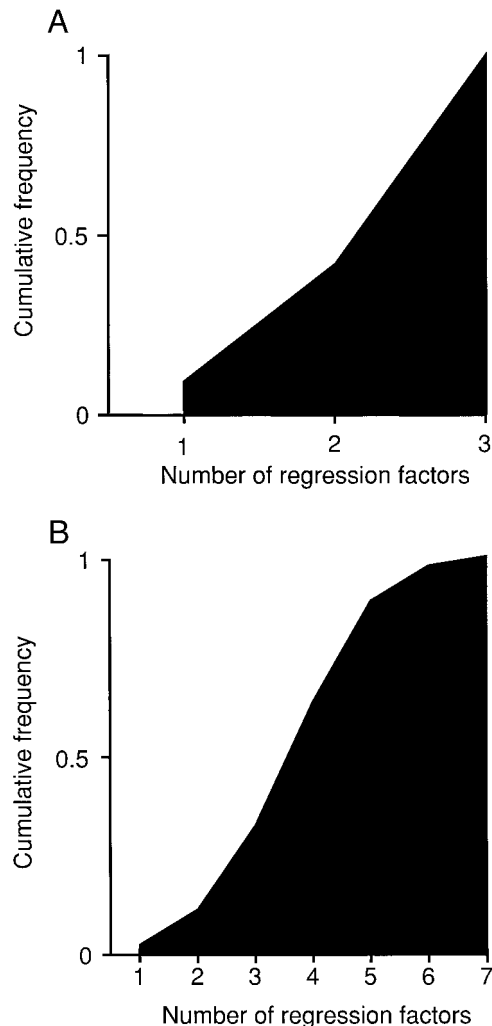 A
1
Cumulative frequency
0.5
0
1 2 3
Number of regression factors
B
1
Cumulative frequency
0.5
0
1 2 3 4 5 6 7
Number of regression factors